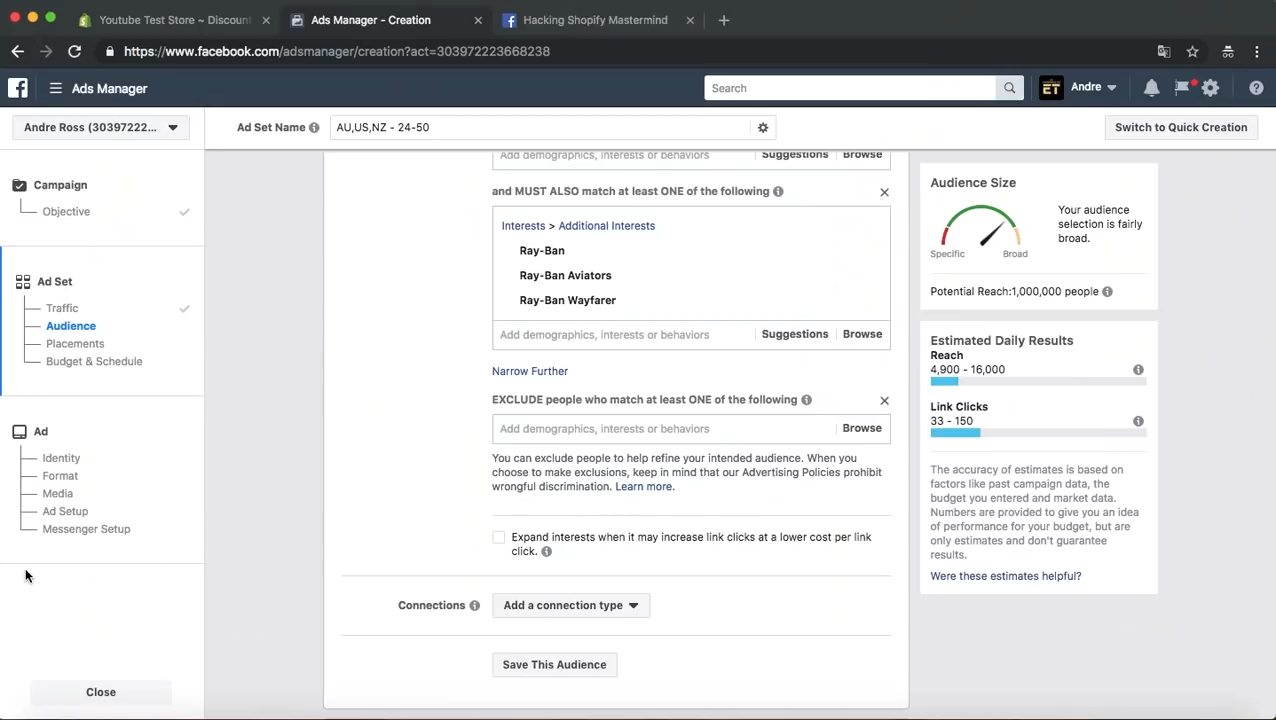 Youtube Test Store ~ Discount
Ads Manager - Creation
Hacking Shopify Mastermind
https://www.facebook.com/adsmanager/creation?act=303972223668238
Ads Manager
Search
ET
Andre
Andre Ross (30397222...
Ad Set Name
AU,US,NZ - 24-50
Switch to Quick Creation
Campaign
Objective
Ad Set
Traffic
Audience
Placements
Budget & Schedule
Ad
Identity
Format
Media
Ad Setup
Messenger Setup
Close
Add demographics, interests or behaviors
Suggestions
Browse
and MUST ALSO match at least ONE of the following
Interests > Additional Interests
Ray-Ban
Ray-Ban Aviators
Ray-Ban Wayfarer
Add demographics, interests or behaviors
Suggestions
Browse
Narrow Further
EXCLUDE people who match at least ONE of the following
Add demographics, interests or behaviors
Browse
You can exclude people to help refine your intended audience. When you
choose to make exclusions, keep in mind that our Advertising Policies prohibit
wrongful discrimination. Learn more.
Expand interests when it may increase link clicks at a lower cost per link
click.
Connections
Add a connection type
Save This Audience
Audience Size
Specific
Broad
Your audience
selection is fairly
broad.
Potential Reach:1,000,000 people
Estimated Daily Results
Reach
4,900 - 16,000
Link Clicks
33 - 150
The accuracy of estimates is based on
factors like past campaign data, the
budget you entered and market data.
Numbers are provided to give you an idea
of performance for your budget, but are
only estimates and don't guarantee
results.
Were these estimates helpful?